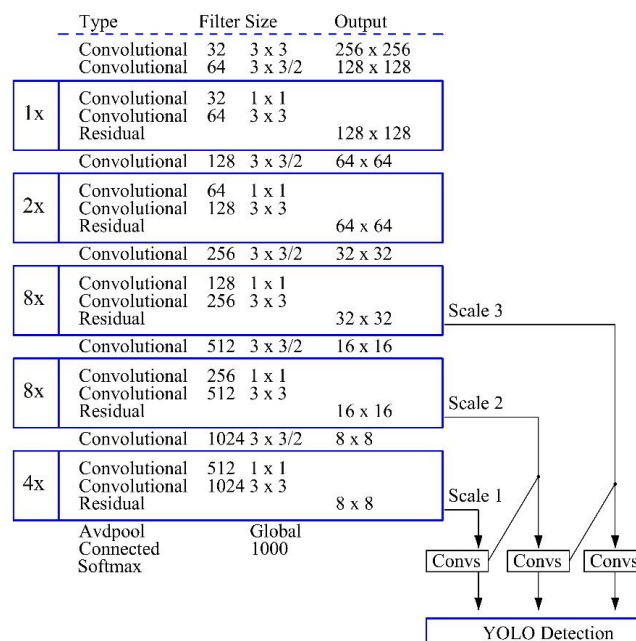 Type Filter Size Output
Convolutional 32 3 x 3 256 x 256
Convolutional 64 3 x 3/2 128 x 128
1x
Convolutional 32 1 x 1
Convolutional 64 3 x 3
Residual 128 x 128
Convolutional 128 3 x 3/2 64 x 64
2x
Convolutional 64 1 x 1
Convolutional 128 3 x 3
Residual 64 x 64
Convolutional 256 3 x 3/2 32 x 32
8x
Convolutional 128 1 x 1
Convolutional 256 3 x 3
Residual 32 x 32
Scale 3
Convolutional 512 3 x 3/2 16 x 16
8x
Convolutional 256 1 x 1
Convolutional 512 3 x 3
Residual 16 x 16
Scale 2
Convolutional 1024 3 x 3/2 8 x 8
4x
Convolutional 512 1 x 1
Convolutional 1024 3 x 3
Residual 8 x 8
Scale 1
Avdpool Global
Connected 1000
Softmax
Convs Convs Convs
YOLO Detection